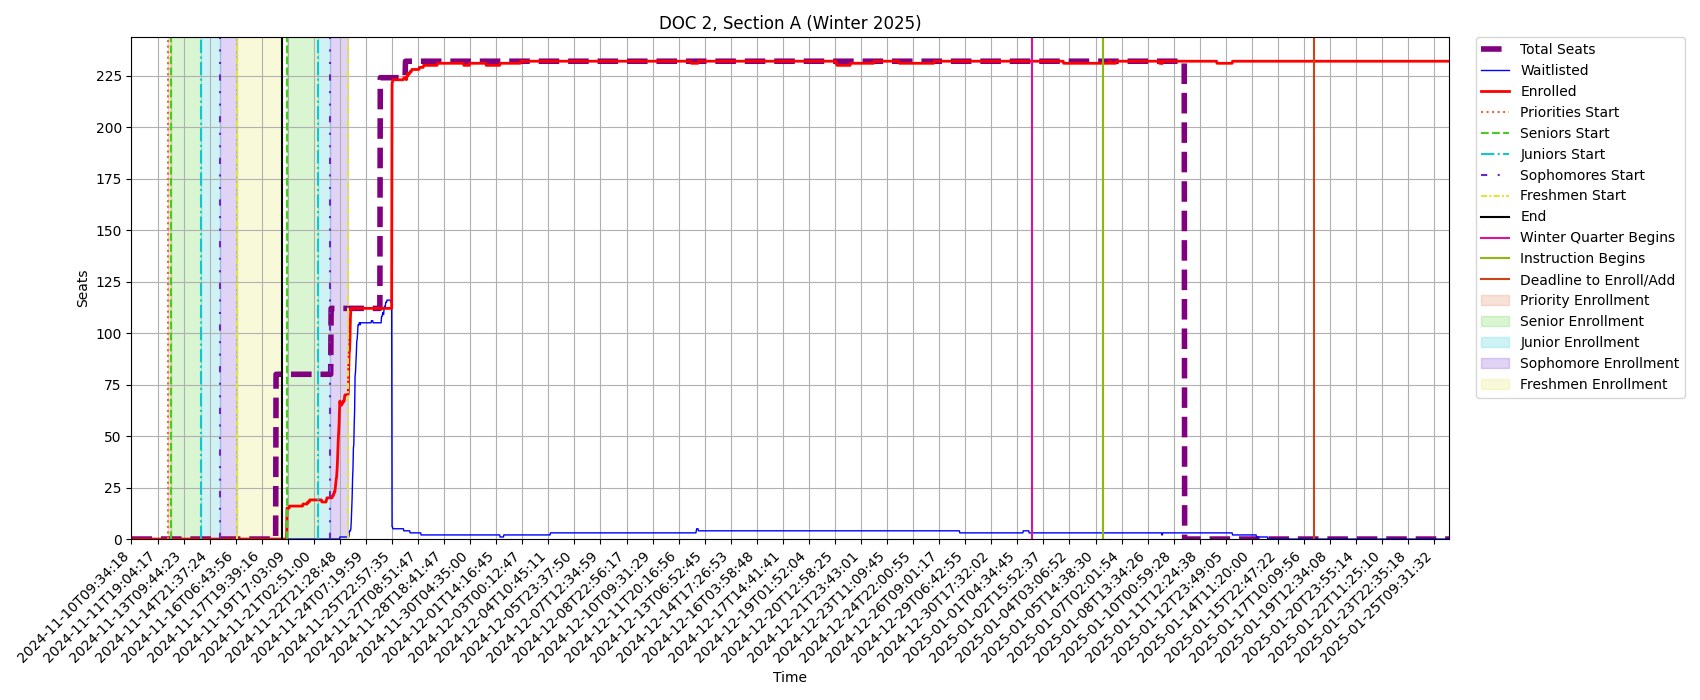 DOC 2, Section A (Winter 2025)
Seats
225
200
175
150
125
100
75
50
25
0
2024-11-10T09:34:18
2024-11-11T19:04:17
2024-11-13T09:44:23
2024-11-14T21:37:24
2024-11-16T06:43:56
2024-11-17T19:39:16
2024-11-19T17:03:09
2024-11-21T02:51:00
2024-11-22T21:28:48
2024-11-24T07:19:59
2024-11-25T22:57:35
2024-11-27T08:51:47
2024-11-28T18:41:47
2024-11-30T04:35:00
2024-12-01T14:16:45
2024-12-03T00:12:47
2024-12-04T10:45:11
2024-12-05T23:37:50
2024-12-07T12:34:59
2024-12-08T22:56:17
2024-12-10T09:31:29
2024-12-11T20:16:56
2024-12-13T06:52:45
2024-12-14T17:26:53
2024-12-16T03:58:48
2024-12-17T14:41:41
2024-12-19T01:52:04
2024-12-20T12:58:25
2024-12-21T23:43:01
2024-12-23T11:09:45
2024-12-24T22:00:55
2024-12-26T09:01:17
2024-12-29T06:42:55
2024-12-30T17:32:02
2025-01-01T04:34:45
2025-01-02T15:52:37
2025-01-04T03:06:52
2025-01-05T14:38:30
2025-01-07T02:01:54
2025-01-08T13:34:26
2025-01-10T00:59:28
2025-01-11T12:24:38
2025-01-12T23:49:05
2025-01-14T11:20:00
2025-01-15T22:47:22
2025-01-17T10:09:56
2025-01-19T12:34:08
2025-01-20T23:55:14
2025-01-22T11:25:10
2025-01-23T22:35:18
2025-01-25T09:31:32
Time
Total Seats
Waitlisted
Enrolled
Priorities Start
Seniors Start
Juniors Start
Sophomores Start
Freshmen Start
End
Winter Quarter Begins
Instruction Begins
Deadline to Enroll/Add
Priority Enrollment
Senior Enrollment
Junior Enrollment
Sophomore Enrollment
Freshmen Enrollment